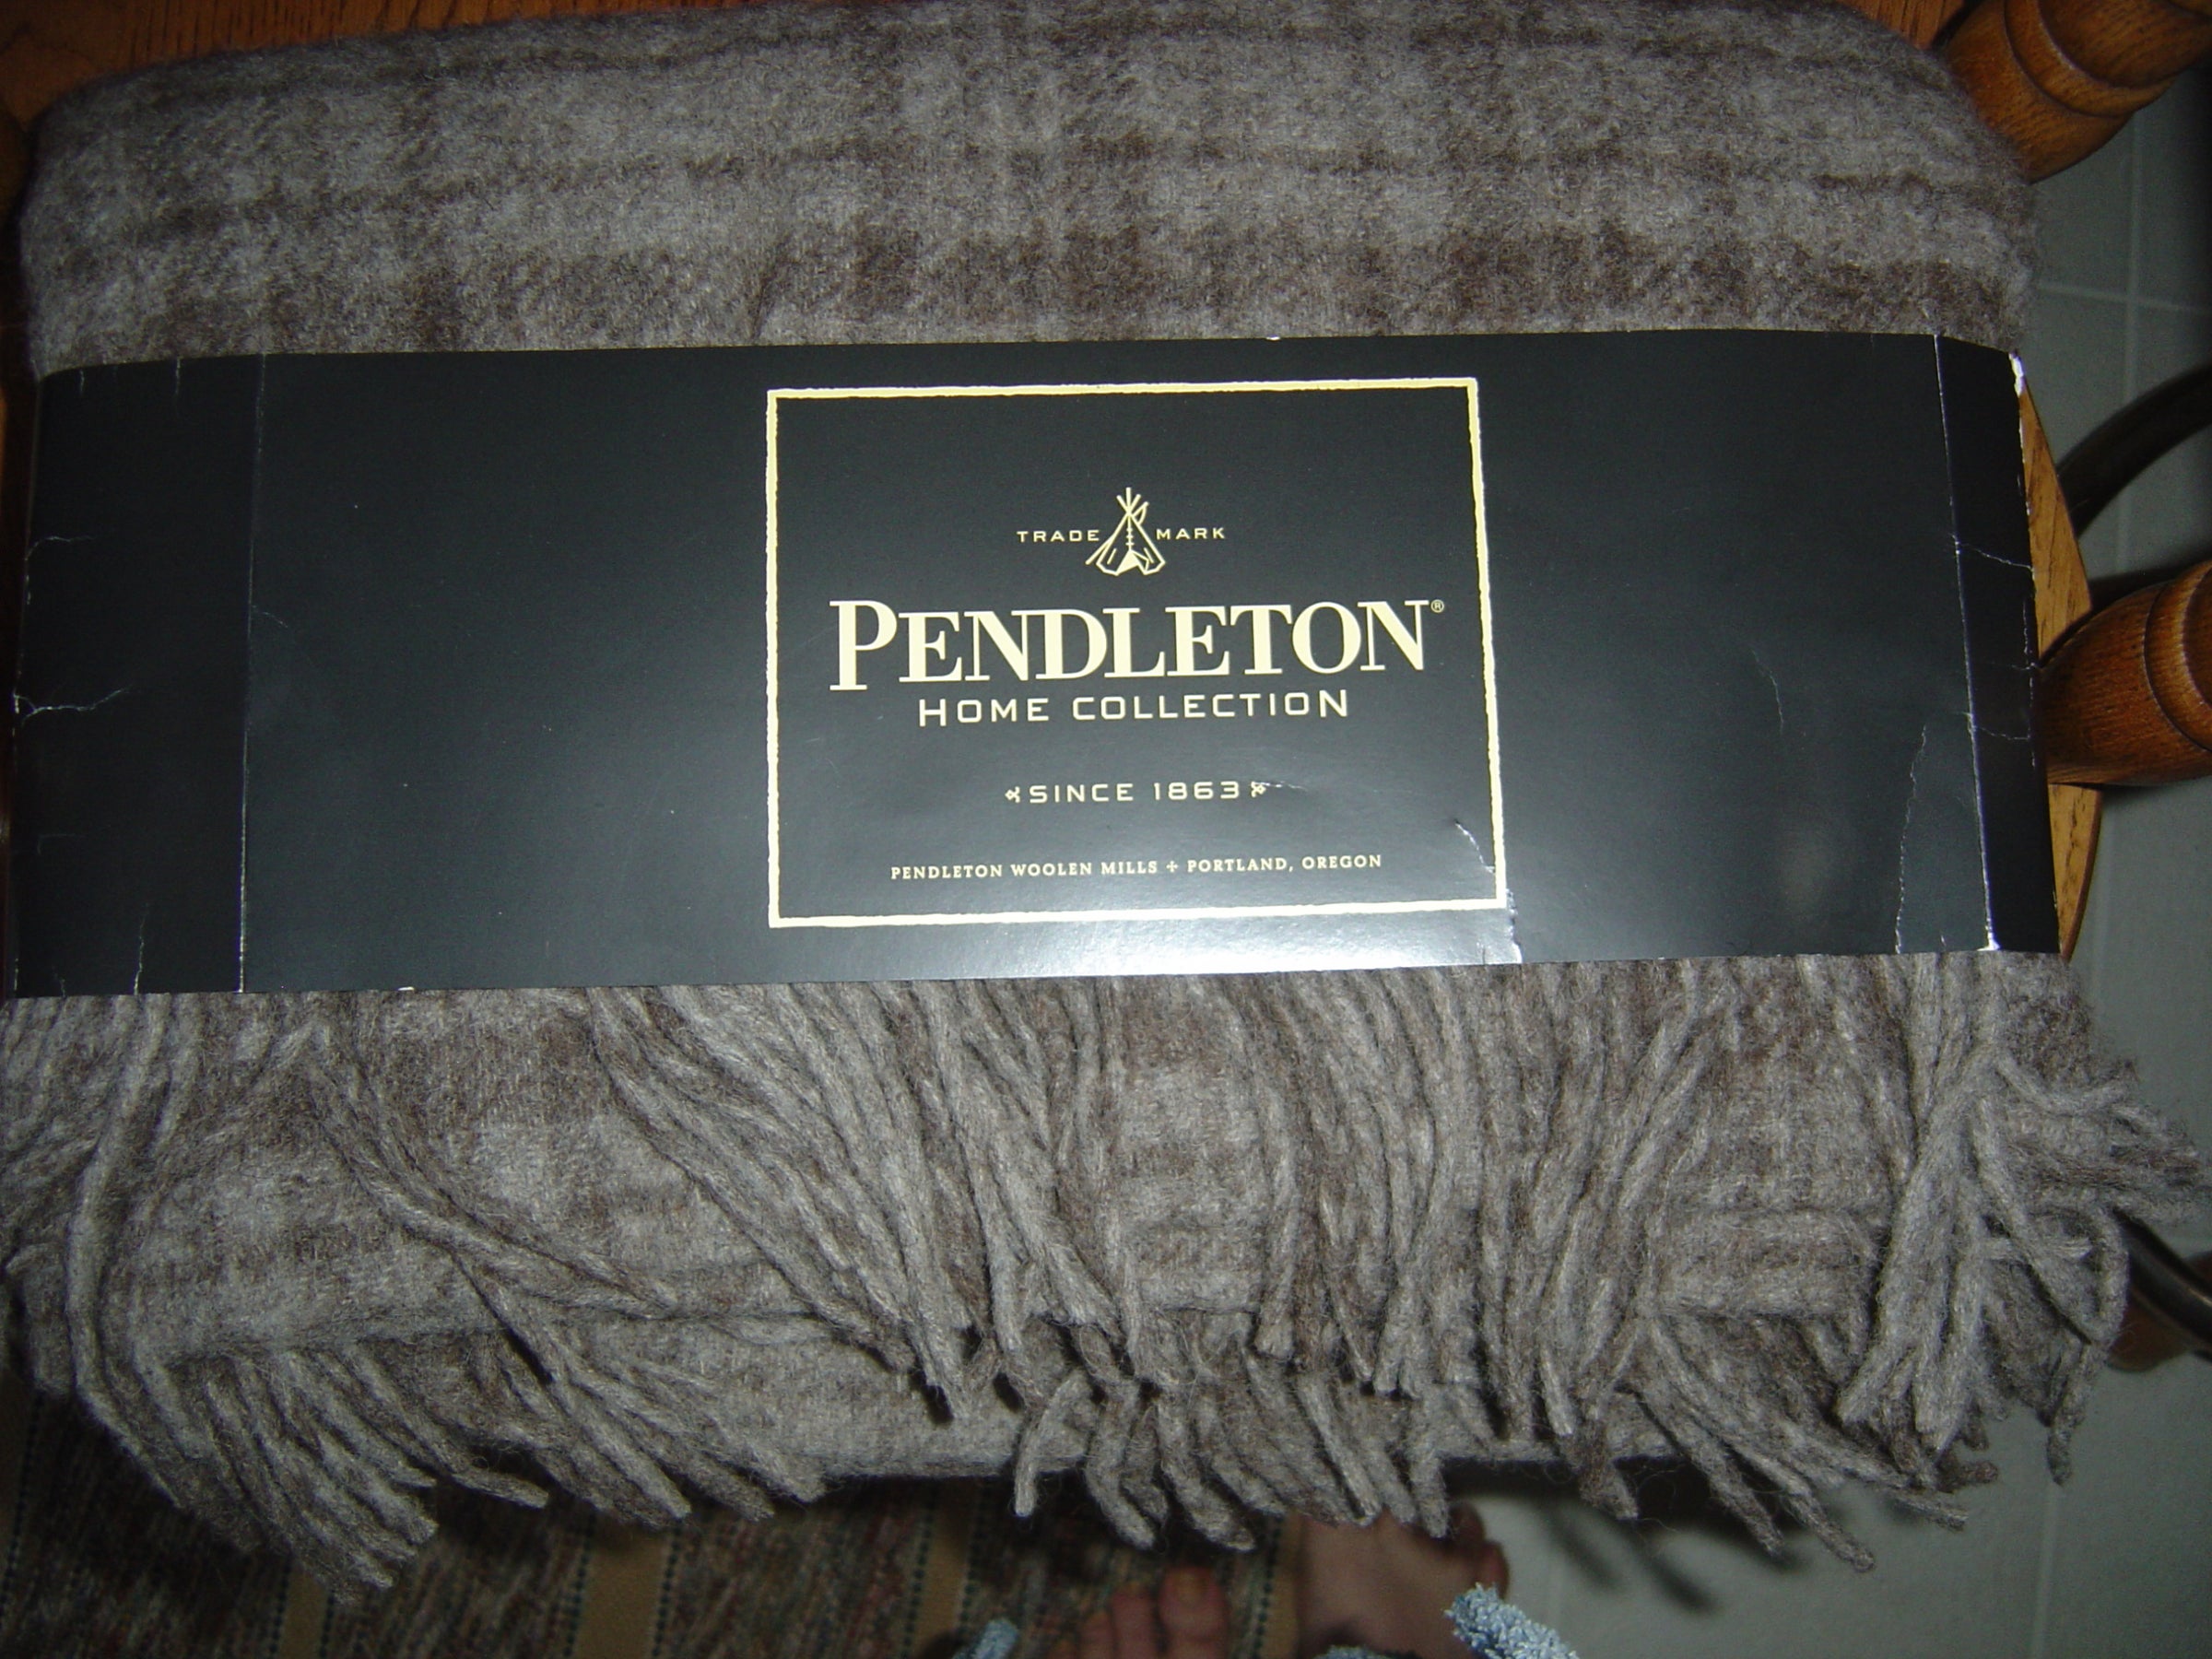 TRADE MARK
PENDLETON®
HOME COLLECTION
SINCE 1863
PENDLETON WOOLEN MILLS + PORTLAND, OREGON